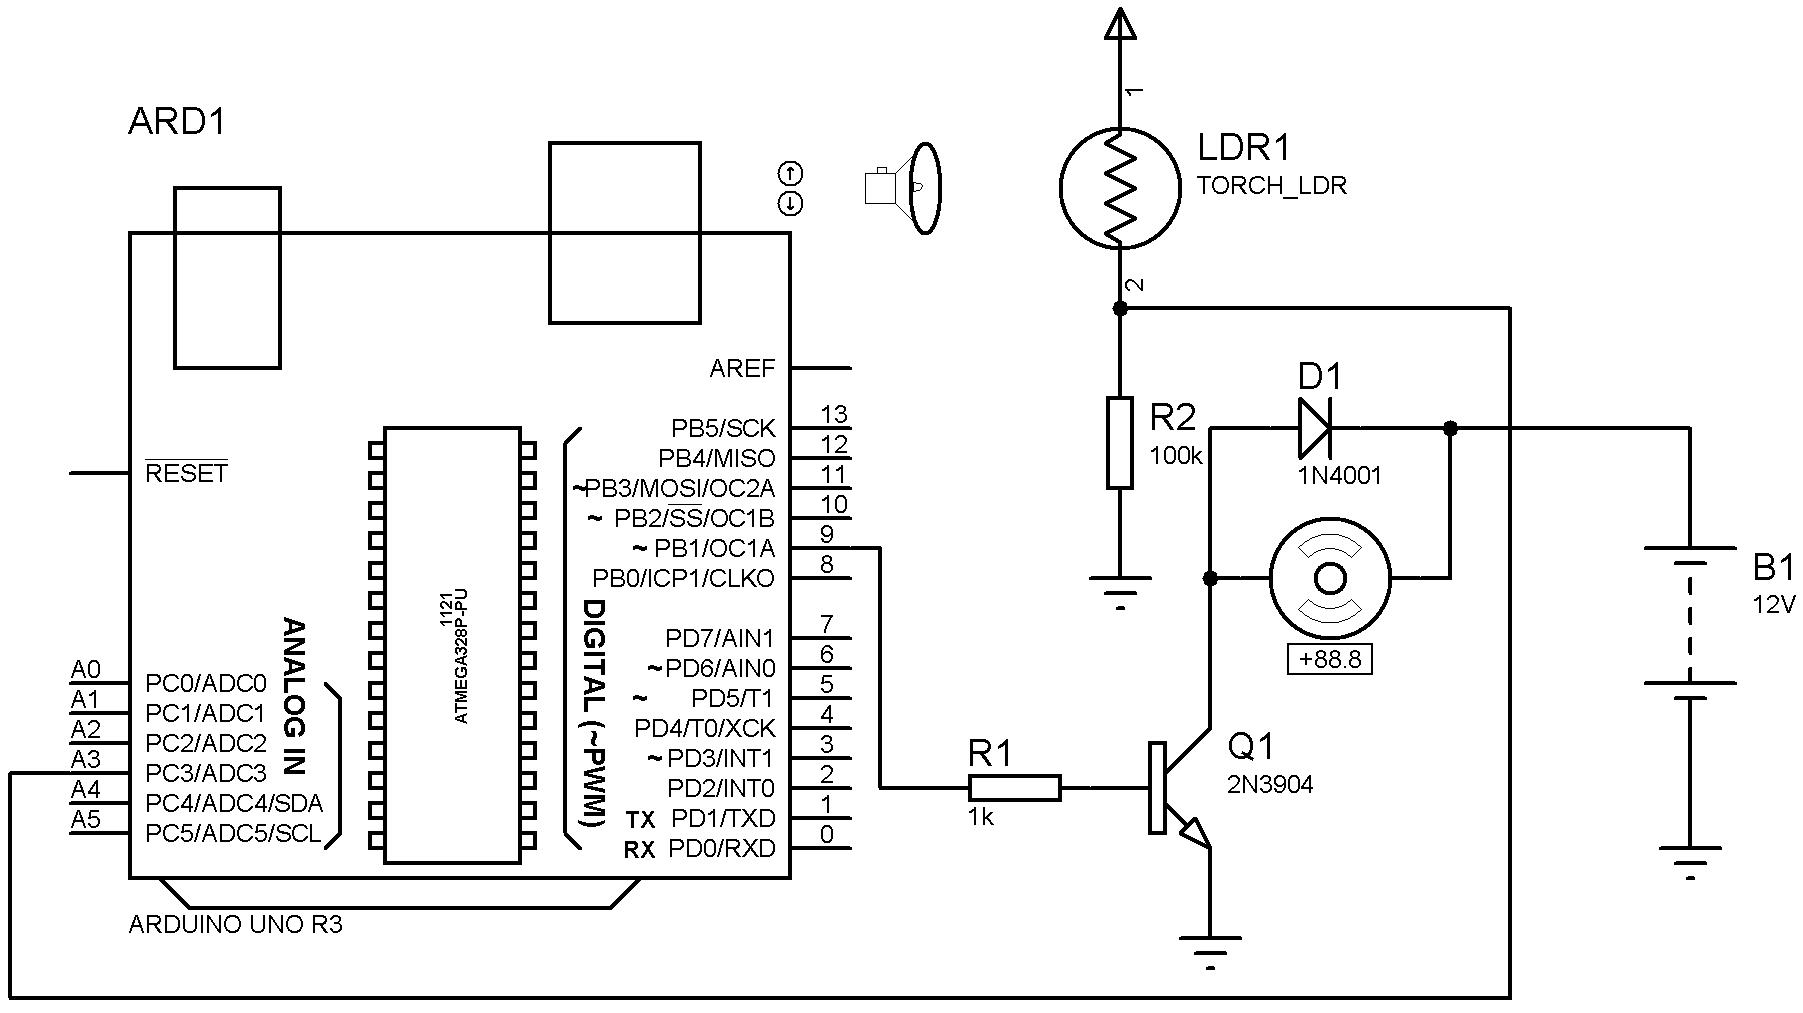 ARD1
ARDUINO UNO R3
RESET
A0 PC0/ADC0
A1 PC1/ADC1
A2 PC2/ADC2
A3 PC3/ADC3
A4 PC4/ADC4/SDA
A5 PC5/ADC5/SCL
ANALOG IN
1121
ATMEGA328P-PU
DIGITAL (~PWM)
AREF
PB5/SCK 13
PB4/MISO 12
~PB3/MOSI/OC2A 11
~ PB2/SS/OC1B 10
~ PB1/OC1A 9
PB0/ICP1/CLKO 8
PD7/AIN1 7
~PD6/AIN0 6
~ PD5/T1 5
PD4/T0/XCK 4
~PD3/INT1 3
PD2/INT0 2
TX PD1/TXD 1
RX PD0/RXD 0
1
LDR1
TORCH_LDR
2
R2
100k
D1
1N4001
+88.8
B1
12V
R1
1k
Q1
2N3904